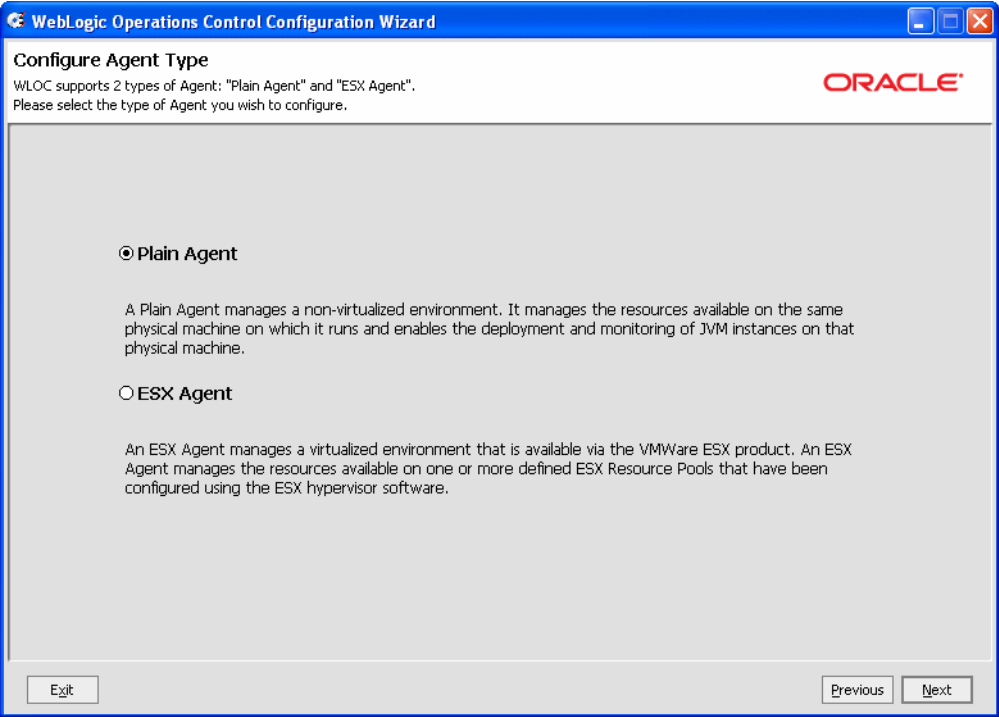 WebLogic Operations Control Configuration Wizard
Configure Agent Type
WLOC supports 2 types of Agent: "Plain Agent" and "ESX Agent".
Please select the type of Agent you wish to configure.
ORACLE
Plain Agent
A Plain Agent manages a non-virtualized environment. It manages the resources available on the same
physical machine on which it runs and enables the deployment and monitoring of JVM instances on that
physical machine.
ESX Agent
An ESX Agent manages a virtualized environment that is available via the VMWare ESX product. An ESX
Agent manages the resources available on one or more defined ESX Resource Pools that have been
configured using the ESX hypervisor software.
Exit
Previous
Next